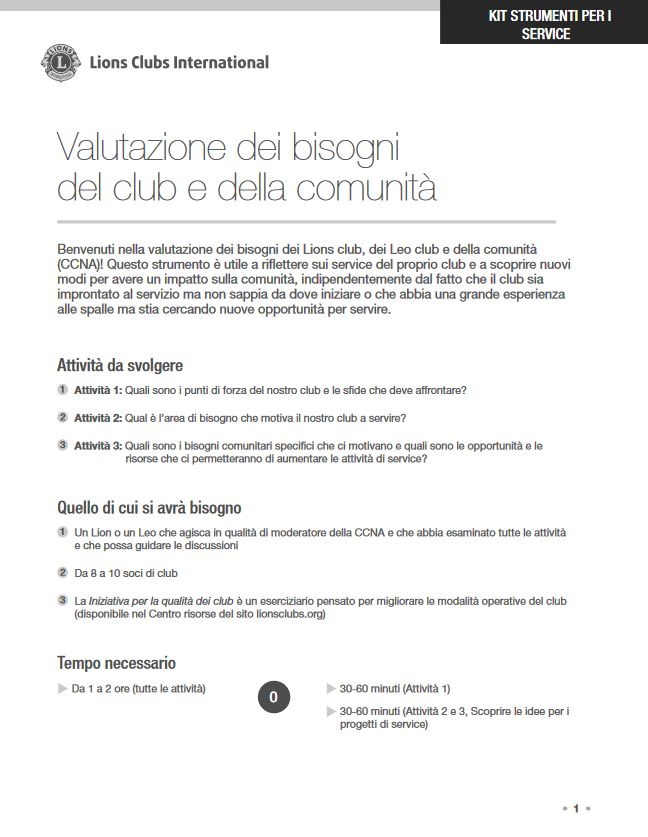 KIT STRUMENTI PER I
SERVICE
LIONS
L
INTERNATIONAL
Lions Clubs International
Valutazione dei bisogni
del club e della comunità
Benvenuti nella valutazione dei bisogni dei Lions club, dei Leo club e della comunità
(CCNA)! Questo strumento è utile a riflettere sui service del proprio club e a scoprire nuovi
modi per avere un impatto sulla comunità, indipendentemente dal fatto che il club sia
improntato al servizio ma non sappia da dove iniziare o che abbia una grande esperienza
alle spalle ma stia cercando nuove opportunità per servire.
Attività da svolgere
1 Attività 1: Quali sono i punti di forza del nostro club e le sfide che deve affrontare?
2 Attività 2: Qual è l'area di bisogno che motiva il nostro club a servire?
3 Attività 3: Quali sono i bisogni comunitari specifici che ci motivano e quali sono le opportunità e le
risorse che ci permetteranno di aumentare le attività di service?
Quello di cui si avrà bisogno
1 Un Lion o un Leo che agisca in qualità di moderatore della CCNA e che abbia esaminato tutte le attività
e che possa guidare le discussioni
2 Da 8 a 10 soci di club
3 La Iniziativa per la qualità dei club è un eserciziario pensato per migliorare le modalità operative del club
(disponibile nel Centro risorse del sito lionsclubs.org)
Tempo necessario
Da 1 a 2 ore (tutte le attività)
0
30-60 minuti (Attività 1)
30-60 minuti (Attività 2 e 3, Scoprire le idee per i
progetti di service)
• 1 •